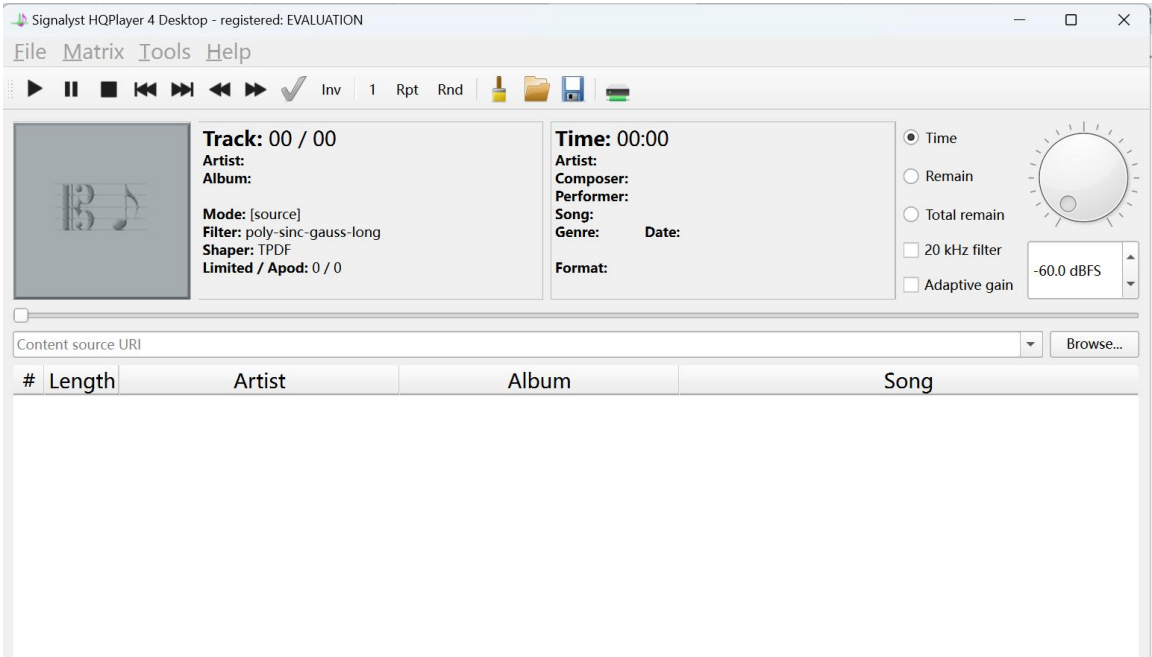 Signalyst HQPlayer 4 Desktop - registered: EVALUATION
File Matrix Tools Help
Inv 1 Rpt Rnd
Track: 00 / 00
Artist:
Album:
Mode: [source]
Filter: poly-sinc-gauss-long
Shaper: TPDF
Limited / Apod: 0 / 0
Time: 00:00
Artist:
Composer:
Performer:
Song:
Genre: Date:
Format:
Time
Remain
Total remain
20 kHz filter
Adaptive gain
-60.0 dBFS
Content source URI
Browse...
# Length Artist Album Song